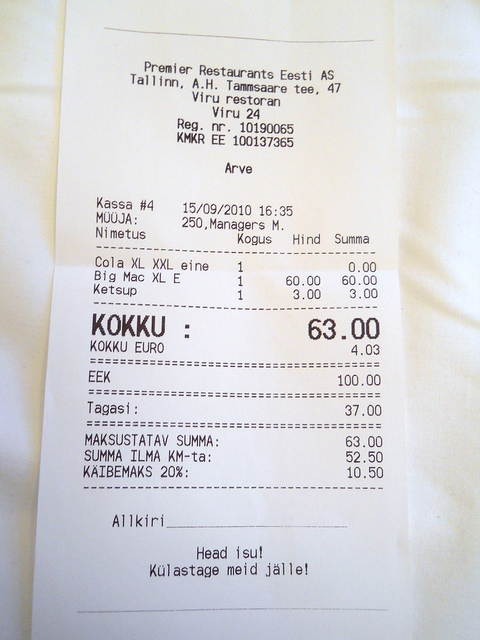 Premier Restaurants Eesti AS
Tallinn, A.H. Tammsaare tee, 47
Viru restoran
Viru 24
Reg. nr. 10190065
KMKR EE 100137365
Arve
Kassa #4 15/09/2010 16:35
MÜÜJA: 250,Managers M.
Nimetus Kogus Hind Summa
Cola XL XXL eine 1 0.00
Big Mac XL E 1 60.00 60.00
Ketsup 1 3.00 3.00
KOKKU : 63.00
KOKKU EURO 4.03
EEK 100.00
Tagasi: 37.00
MAKSUSTATAV SUMMA: 63.00
SUMMA ILMA KM-ta: 52.50
KÄIBEMAKS 20%: 10.50
Allkiri
Head isu!
Külastage meid jälle!